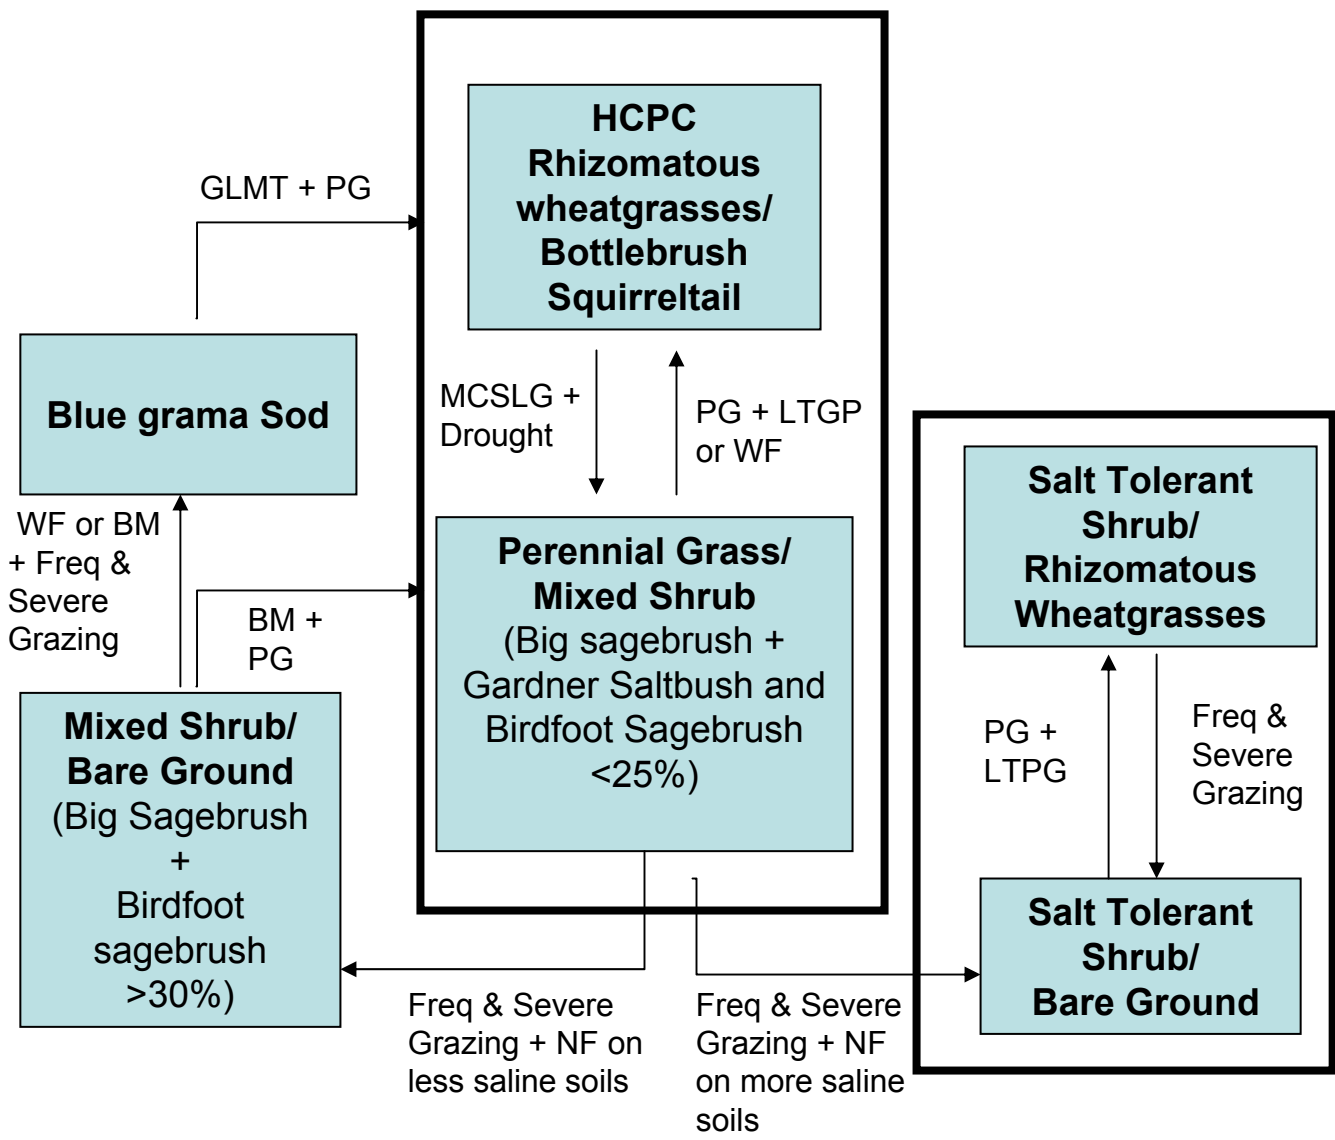 HCPC
Rhizomatous
wheatgrasses/
Bottlebrush
Squirreltail
GLMT + PG
Blue grama Sod
MCSLG +
Drought
PG + LTGP
or WF
Salt Tolerant
Shrub/
Rhizomatous
Wheatgrasses
WF or BM
+ Freq &
Severe
Grazing
BM +
PG
Perennial Grass/
Mixed Shrub
(Big sagebrush +
Gardner Saltbush and
Birdfoot Sagebrush
<25%)
PG +
LTPG
Freq &
Severe
Grazing
Mixed Shrub/
Bare Ground
(Big Sagebrush
+
Birdfoot
sagebrush
>30%)
Salt Tolerant
Shrub/
Bare Ground
Freq & Severe
Grazing + NF on
less saline soils
Freq & Severe
Grazing + NF
on more saline
soils